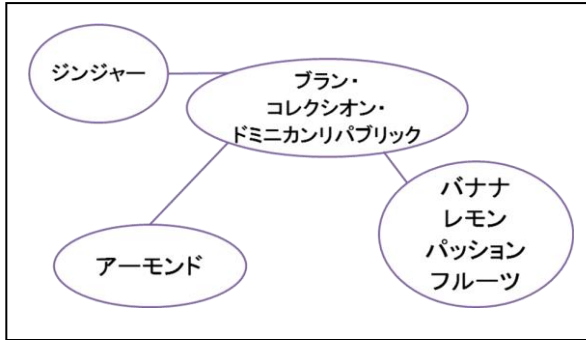 ジンジャー
ブラン・
コレクシオン・
ドミニカンリパブリック
アーモンド
バナナ
レモン
パッション
フルーツ